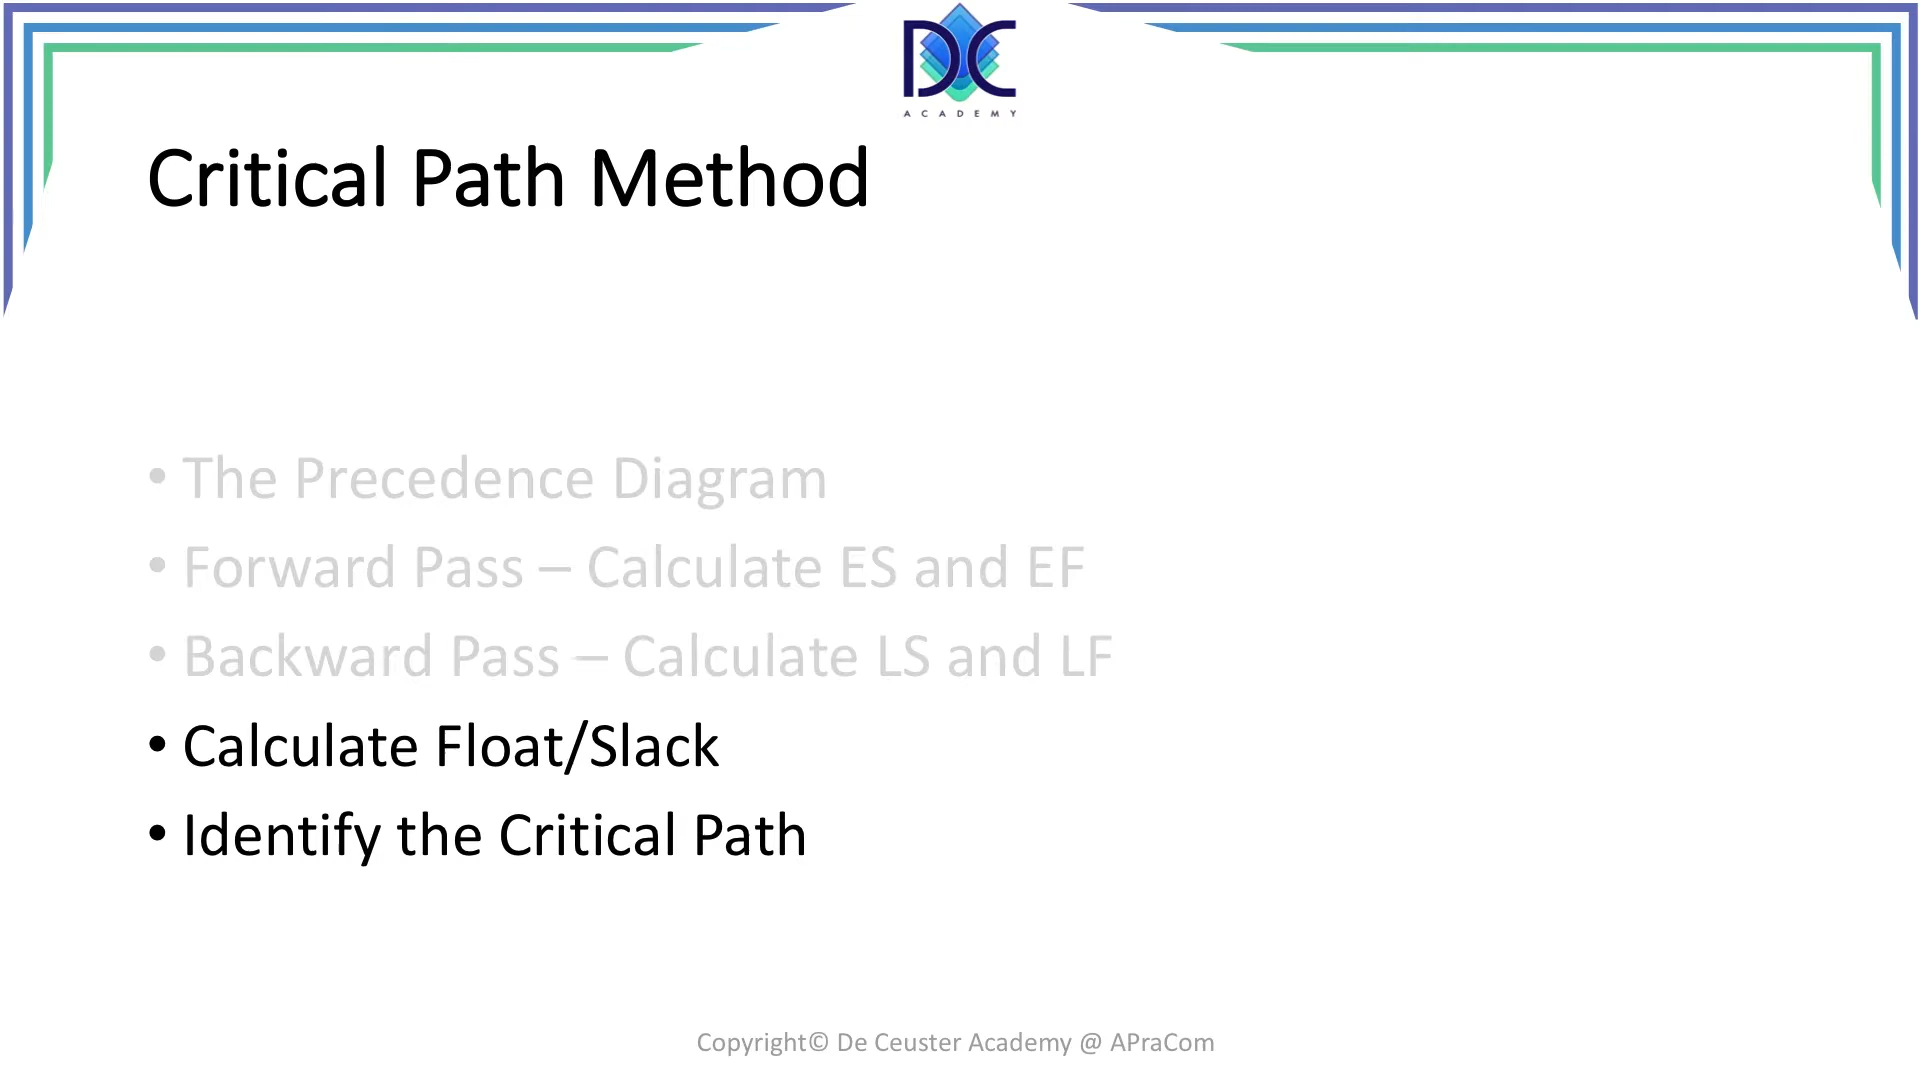 DC
ACADEMY
Critical Path Method
• The Precedence Diagram
• Forward Pass – Calculate ES and EF
• Backward Pass – Calculate LS and LF
• Calculate Float/Slack
• Identify the Critical Path
Copyright© De Ceuster Academy @ APraCom